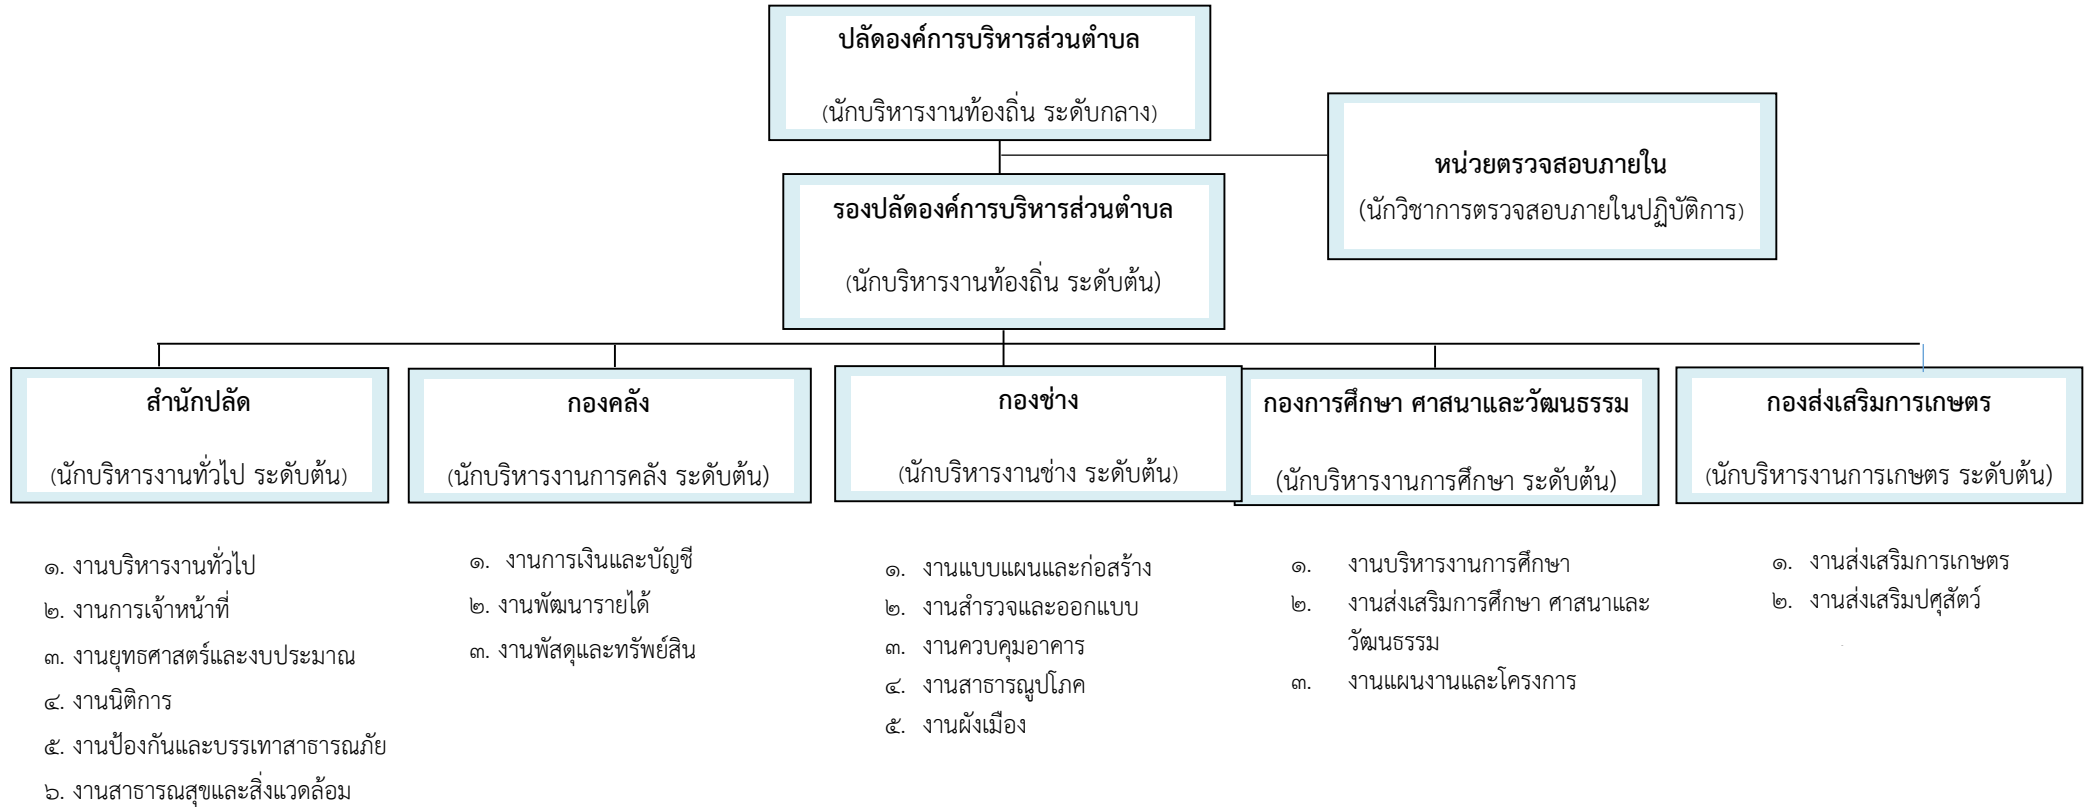 ปลัดองค์การบริหารส่วนตำบล
(นักบริหารงานท้องถิ่น ระดับกลาง)
หน่วยตรวจสอบภายใน
(นักวิชาการตรวจสอบภายในปฏิบัติการ)
รองปลัดองค์การบริหารส่วนตำบล
(นักบริหารงานท้องถิ่น ระดับต้น)
สำนักปลัด
(นักบริหารงานทั่วไป ระดับต้น)
กองคลัง
(นักบริหารงานการคลัง ระดับต้น)
กองช่าง
(นักบริหารงานช่าง ระดับต้น)
กองการศึกษา ศาสนาและวัฒนธรรม
(นักบริหารงานการศึกษา ระดับต้น)
กองส่งเสริมการเกษตร
(นักบริหารงานการเกษตร ระดับต้น)
๑. งานบริหารงานทั่วไป
๒. งานการเจ้าหน้าที่
๓. งานยุทธศาสตร์และงบประมาณ
๔. งานนิติการ
๕. งานป้องกันและบรรเทาสาธารณภัย
๖. งานสาธารณสุขและสิ่งแวดล้อม
๑. งานการเงินและบัญชี
๒. งานพัฒนารายได้
๓. งานพัสดุและทรัพย์สิน
๑. งานแบบแผนและก่อสร้าง
๒. งานสำรวจและออกแบบ
๓. งานควบคุมอาคาร
๔. งานสาธารณูปโภค
๕. งานผังเมือง
๑. งานบริหารงานการศึกษา
๒. งานส่งเสริมการศึกษา ศาสนาและ
วัฒนธรรม
๓. งานแผนงานและโครงการ
๑. งานส่งเสริมการเกษตร
๒. งานส่งเสริมปศุสัตว์